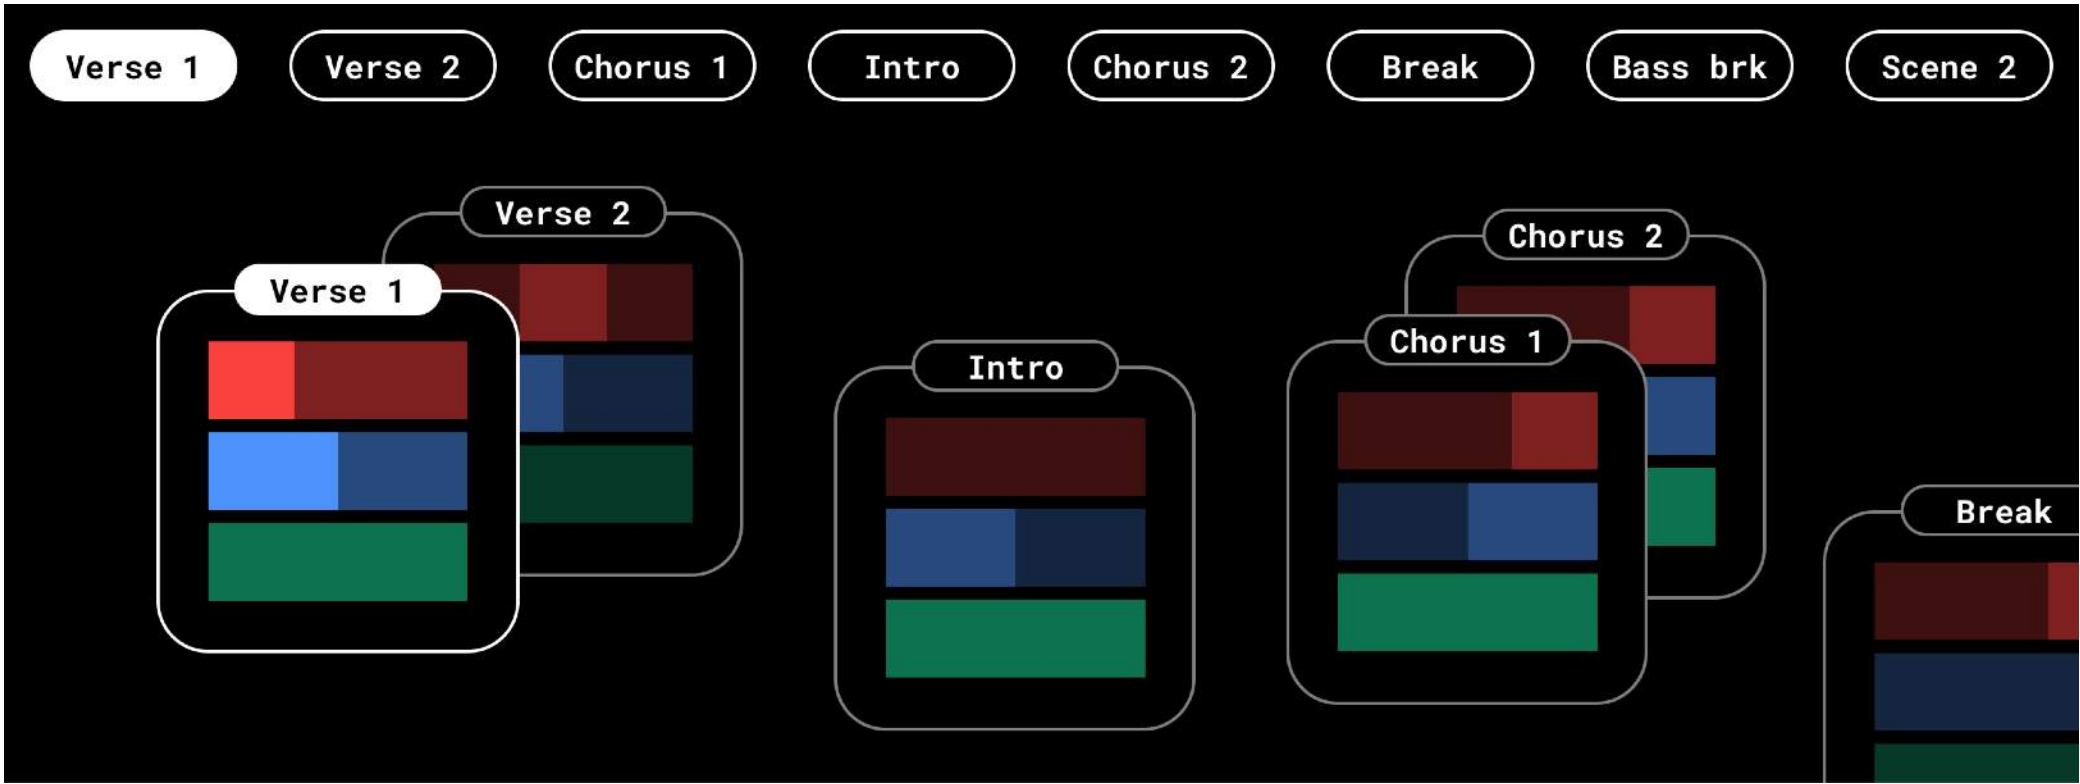 Verse 1
Verse 2
Chorus 1
Intro
Chorus 2
Break
Bass brk
Scene 2
Verse 2
Verse 1
Intro
Chorus 2
Chorus 1
Break